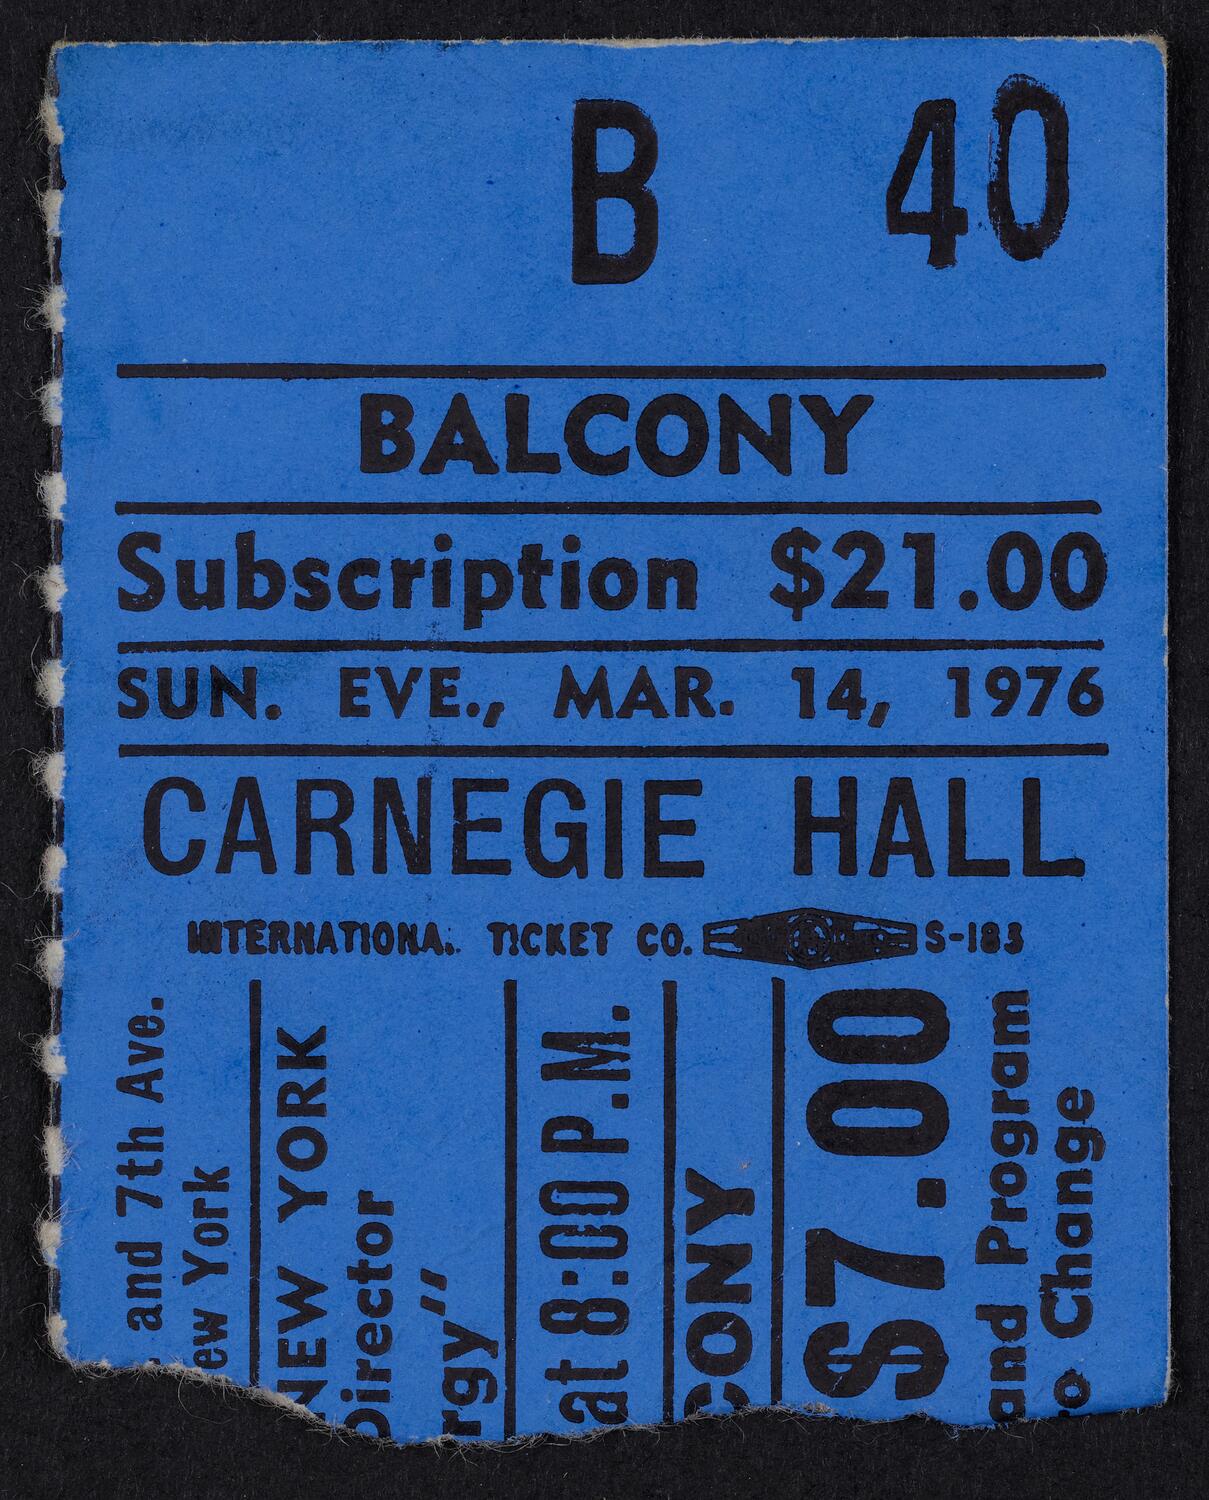 B 40
BALCONY
Subscription $21.00
SUN. EVE., MAR. 14, 1976
CARNEGIE HALL
INTERNATIONAL TICKET CO. S-183
and 7th Ave.
ew York
NEW YORK
Director
rgy”
at 8:00 P.M.
CONY
$7.00
and Program
o Change